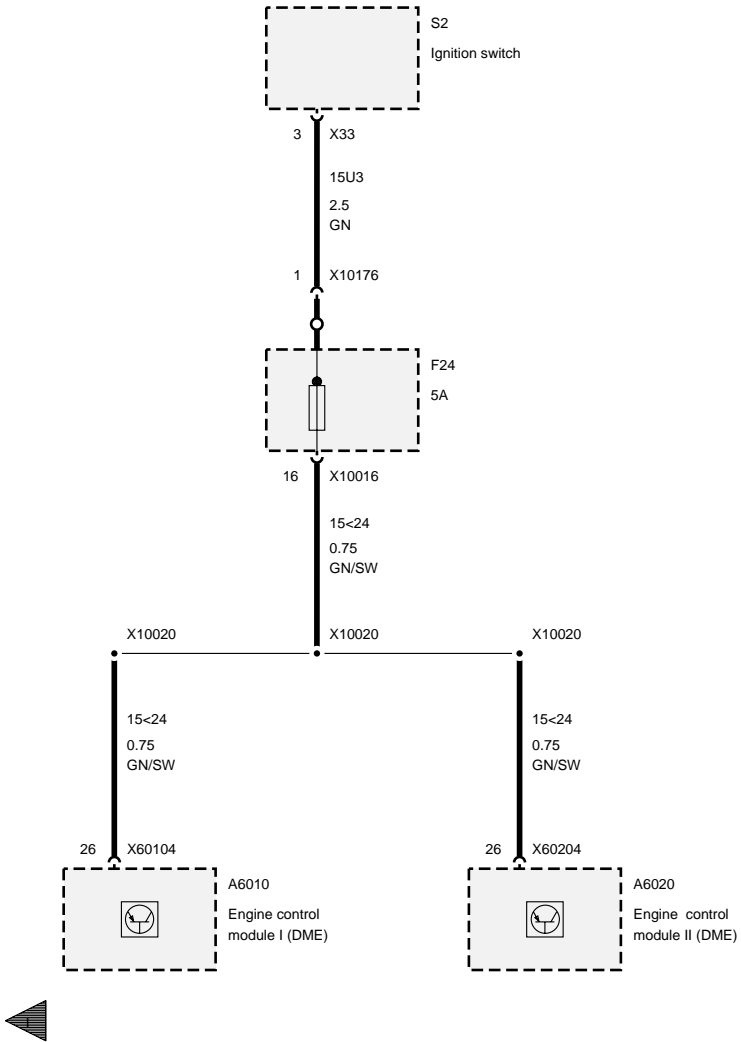 S2
Ignition switch
3 X33
15U3
2.5
GN
1 X10176
F24
5A
16 X10016
15<24
0.75
GN/SW
X10020 X10020 X10020
15<24 15<24
0.75 0.75
GN/SW GN/SW
26 X60104 26 X60204
A6010 A6020
Engine control Engine control
module I (DME) module II (DME)